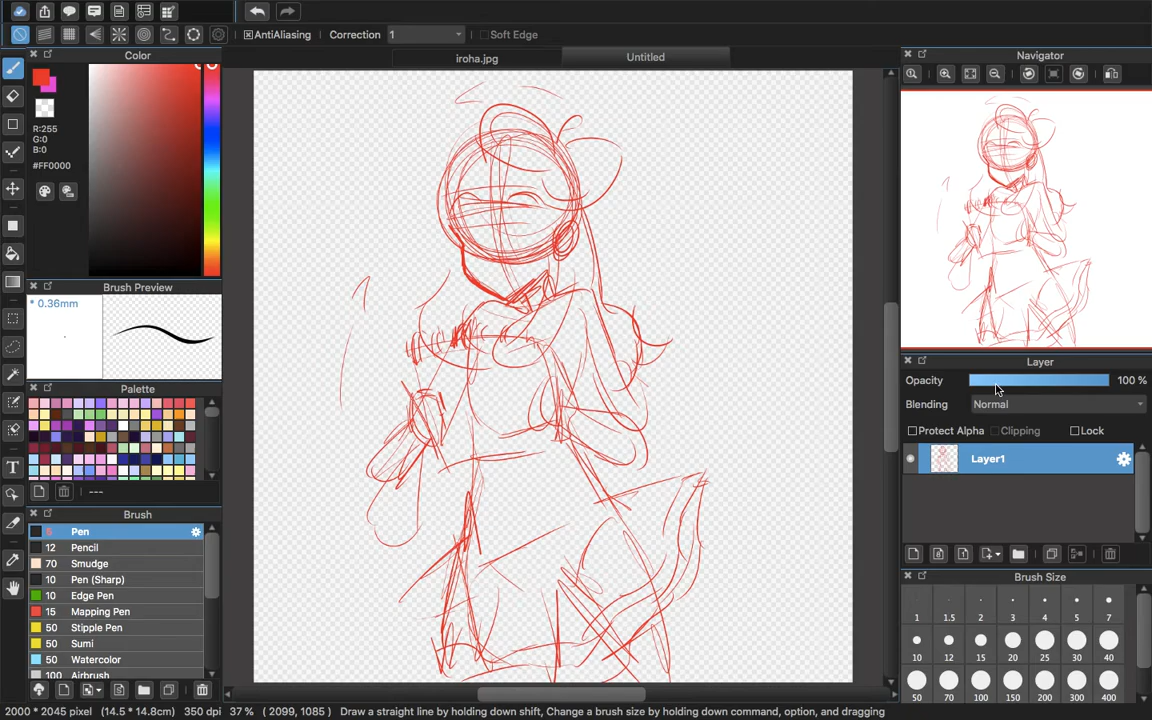 AntiAliasing Correction 1 Soft Edge
Color
iroha.jpg Untitled
Navigator
R:255
G:0
B:0
#FF0000
Brush Preview
* 0.36mm
Palette
---
Layer
Opacity 100 %
Blending Normal
Protect Alpha Clipping Lock
Layer1
Brush
5 Pen
12 Pencil
70 Smudge
10 Pen (Sharp)
10 Edge Pen
15 Mapping Pen
50 Stipple Pen
50 Sumi
50 Watercolor
100 Airbrush
Brush Size
1 1.5 2 3 4 5 7
10 12 15 20 25 30 40
50 70 100 150 200 300 400
2000 * 2045 pixel (14.5 * 14.8cm) 350 dpi 37 % ( 2099, 1085 ) Draw a straight line by holding down shift, Change a brush size by holding down command, option, and dragging